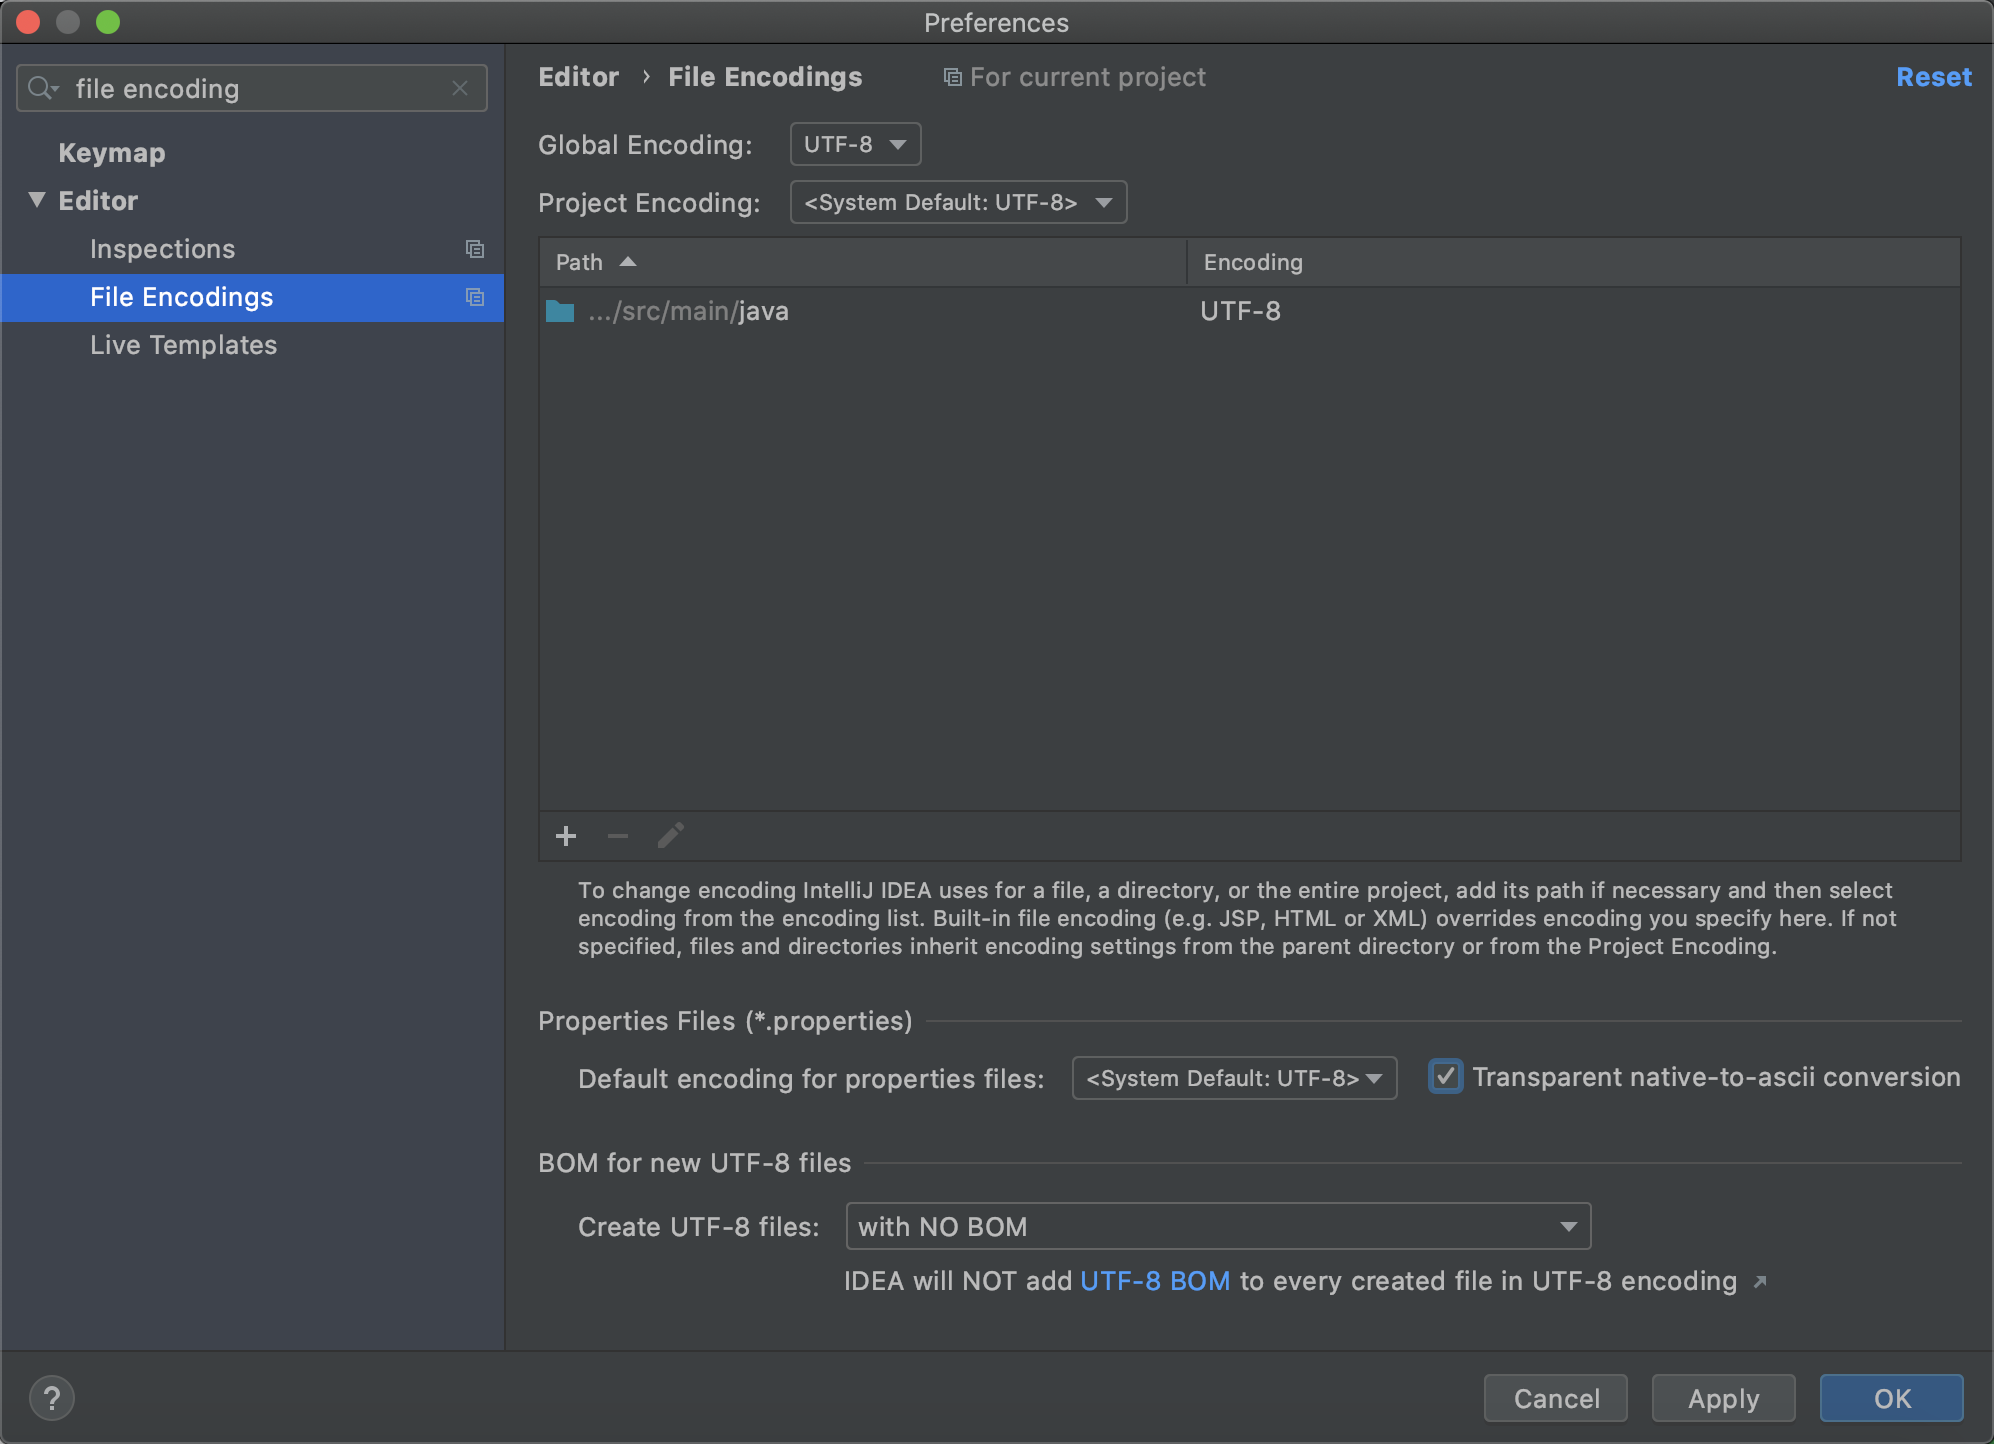 Preferences
file encoding
Keymap
Editor
Inspections
File Encodings
Live Templates
Editor › File Encodings For current project Reset
Global Encoding: UTF-8
Project Encoding: <System Default: UTF-8>
Path Encoding
.../src/main/java UTF-8
To change encoding IntelliJ IDEA uses for a file, a directory, or the entire project, add its path if necessary and then select
encoding from the encoding list. Built-in file encoding (e.g. JSP, HTML or XML) overrides encoding you specify here. If not
specified, files and directories inherit encoding settings from the parent directory or from the Project Encoding.
Properties Files (*.properties)
Default encoding for properties files: <System Default: UTF-8> Transparent native-to-ascii conversion
BOM for new UTF-8 files
Create UTF-8 files: with NO BOM
IDEA will NOT add UTF-8 BOM to every created file in UTF-8 encoding ↗
? Cancel Apply OK